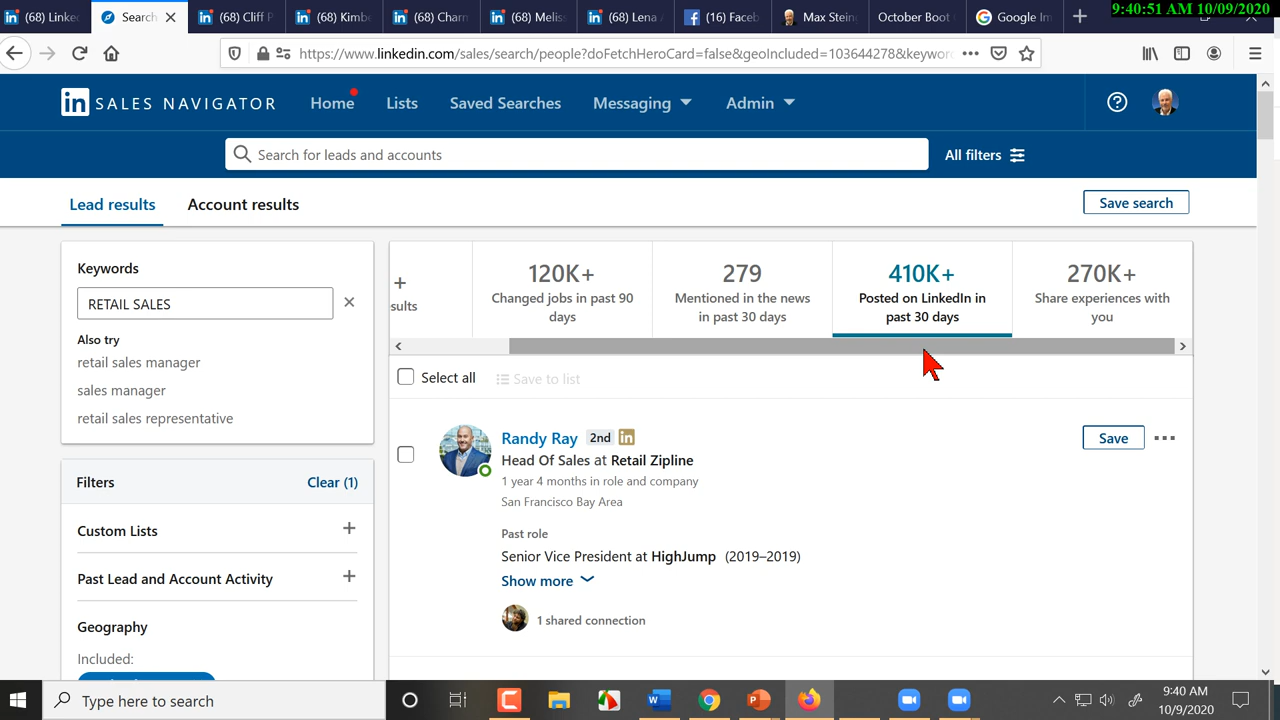 (68) Linke
Search
(68) Cliff P
(68) Kimbe
(68) Charm
(68) Meliss
(68) Lena A
(16) Faceb
Max Stein
October Boot
Google Im
9:40:51 AM 10/09/2020
https://www.linkedin.com/sales/search/people?doFetchHeroCard=false&geoIncluded=103644278&keywor
in SALES NAVIGATOR
Home
Lists
Saved Searches
Messaging
Admin
Search for leads and accounts
All filters
Lead results
Account results
Save search
Keywords
RETAIL SALES
Also try
retail sales manager
sales manager
retail sales representative
Filters
Clear (1)
Custom Lists
Past Lead and Account Activity
Geography
Included:
+
sults
120K+
Changed jobs in past 90
days
279
Mentioned in the news
in past 30 days
410K+
Posted on LinkedIn in
past 30 days
270K+
Share experiences with
you
Select all
Save to list
Randy Ray 2nd in
Save
Head Of Sales at Retail Zipline
1 year 4 months in role and company
San Francisco Bay Area
Past role
Senior Vice President at HighJump (2019–2019)
Show more
1 shared connection
Type here to search
9:40 AM
10/9/2020